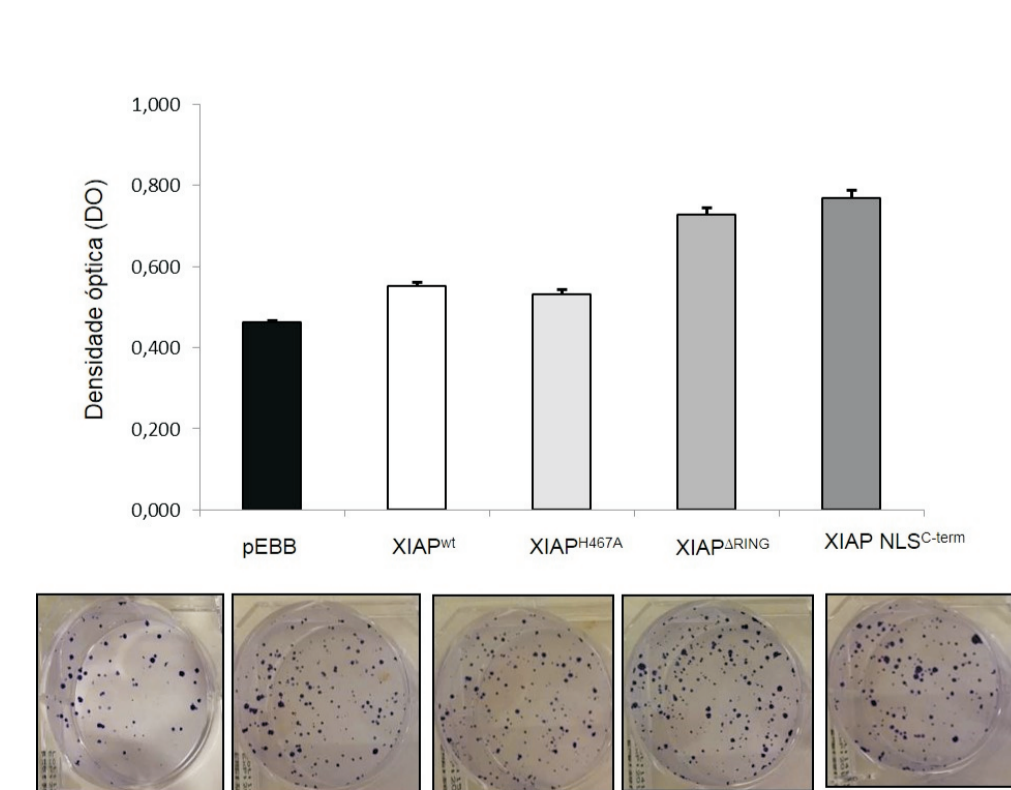 1,000
0,800
0,600
0,400
0,200
0,000
Densidade óptica (DO)
pEBB
XIAPwt
XIAPH467A
XIAPΔRING
XIAP NLSC-term